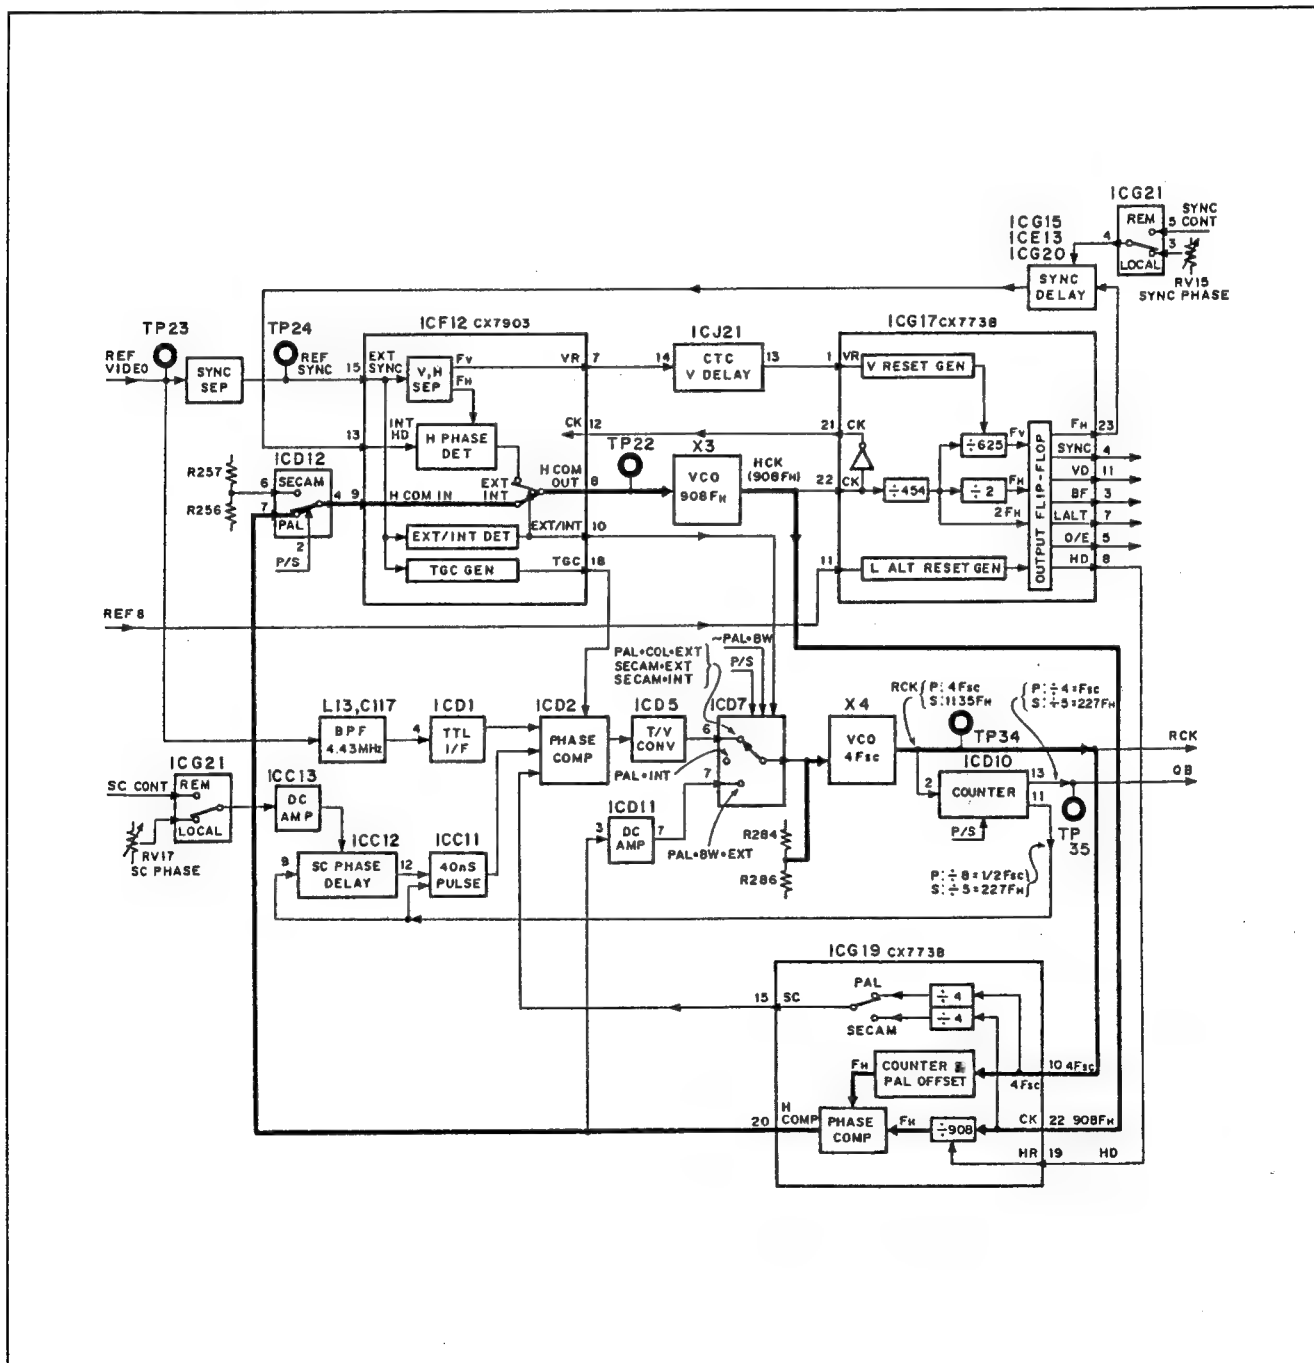 ICG21
REM
SYNC
CONT
5
4
3
LOCAL
RV15
SYNC PHASE
ICG15
ICE13
ICG20
SYNC
DELAY
TP23
REF
VIDEO
SYNC
SEP
TP24
REF
SYNC
15
ICF12 CX7903
EXT
SYNC
V,H
SEP
FV
FH
VR
7
14
ICJ21
CTC
V DELAY
13
1
ICG17 CX773B
VR
V RESET GEN
13
INT
HD
H PHASE
DET
CK
12
21
CK
÷625
FV
FH
23
SYNC
4
VD
11
BF
3
LALT
7
O/E
5
HD
8
OUTPUT FLIP-FLOP
R257
R256
ICD12
SECAM
6
4
9
7
PAL
2
P/S
H COM IN
EXT
INT
H COM
OUT
8
TP22
X3
VCO
908FH
HCK
(908FH)
22
CK
÷454
÷2
FH
2FH
EXT/INT DET
EXT/INT
10
TGC GEN
TGC
18
11
L ALT RESET GEN
REF 8
PAL•COL•EXT
SECAM•EXT
SECAM•INT
~PAL•BW
P/S
L13,C117
BPF
4.43MHz
4
ICD1
TTL
I/F
ICD2
PHASE
COMP
ICD5
T/V
CONV
6
ICD7
PAL•INT
7
PAL•BW•EXT
X4
VCO
4FSC
RCK
P: 4FSC
S: 1135FH
TP34
P: ÷4=FSC
S: ÷5=227FH
RCK
ICD10
2
COUNTER
13
11
P/S
QB
TP
35
P: ÷8=1/2FSC
S: ÷5=227FH
ICG21
SC CONT
REM
LOCAL
RV17
SC PHASE
ICC13
DC
AMP
ICC12
9
SC PHASE
DELAY
12
ICC11
40nS
PULSE
ICD11
3
DC
AMP
7
R284
R286
ICG19 CX773B
15
SC
PAL
SECAM
÷4
÷4
FH
COUNTER
PAL OFFSET
10 4FSC
4FSC
20
H
COMP
PHASE
COMP
FH
÷908
CK
22 908FH
HR
19
HD